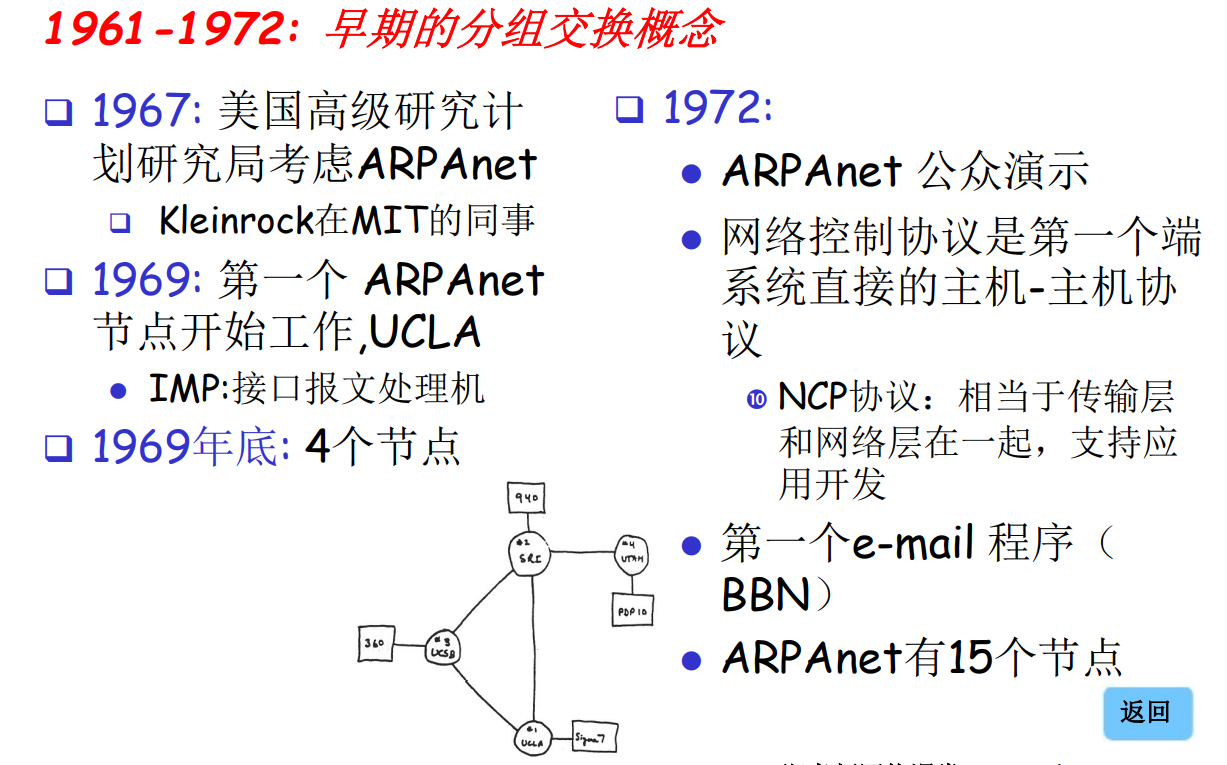 1961-1972: 早期的分组交换概念
1967: 美国高级研究计
划研究局考虑ARPAnet
Kleinrock在MIT的同事
1969: 第一个 ARPAnet
节点开始工作,UCLA
IMP:接口报文处理机
1969年底: 4个节点
940
#2
SRI
#4
UTAH
PDP10
360
#3
UCSB
#1
UCLA
Sigma7
1972:
ARPAnet 公众演示
网络控制协议是第一个端
系统直接的主机-主机协
议
❿ NCP协议：相当于传输层
和网络层在一起，支持应
用开发
第一个e-mail 程序（
BBN）
ARPAnet有15个节点
返回